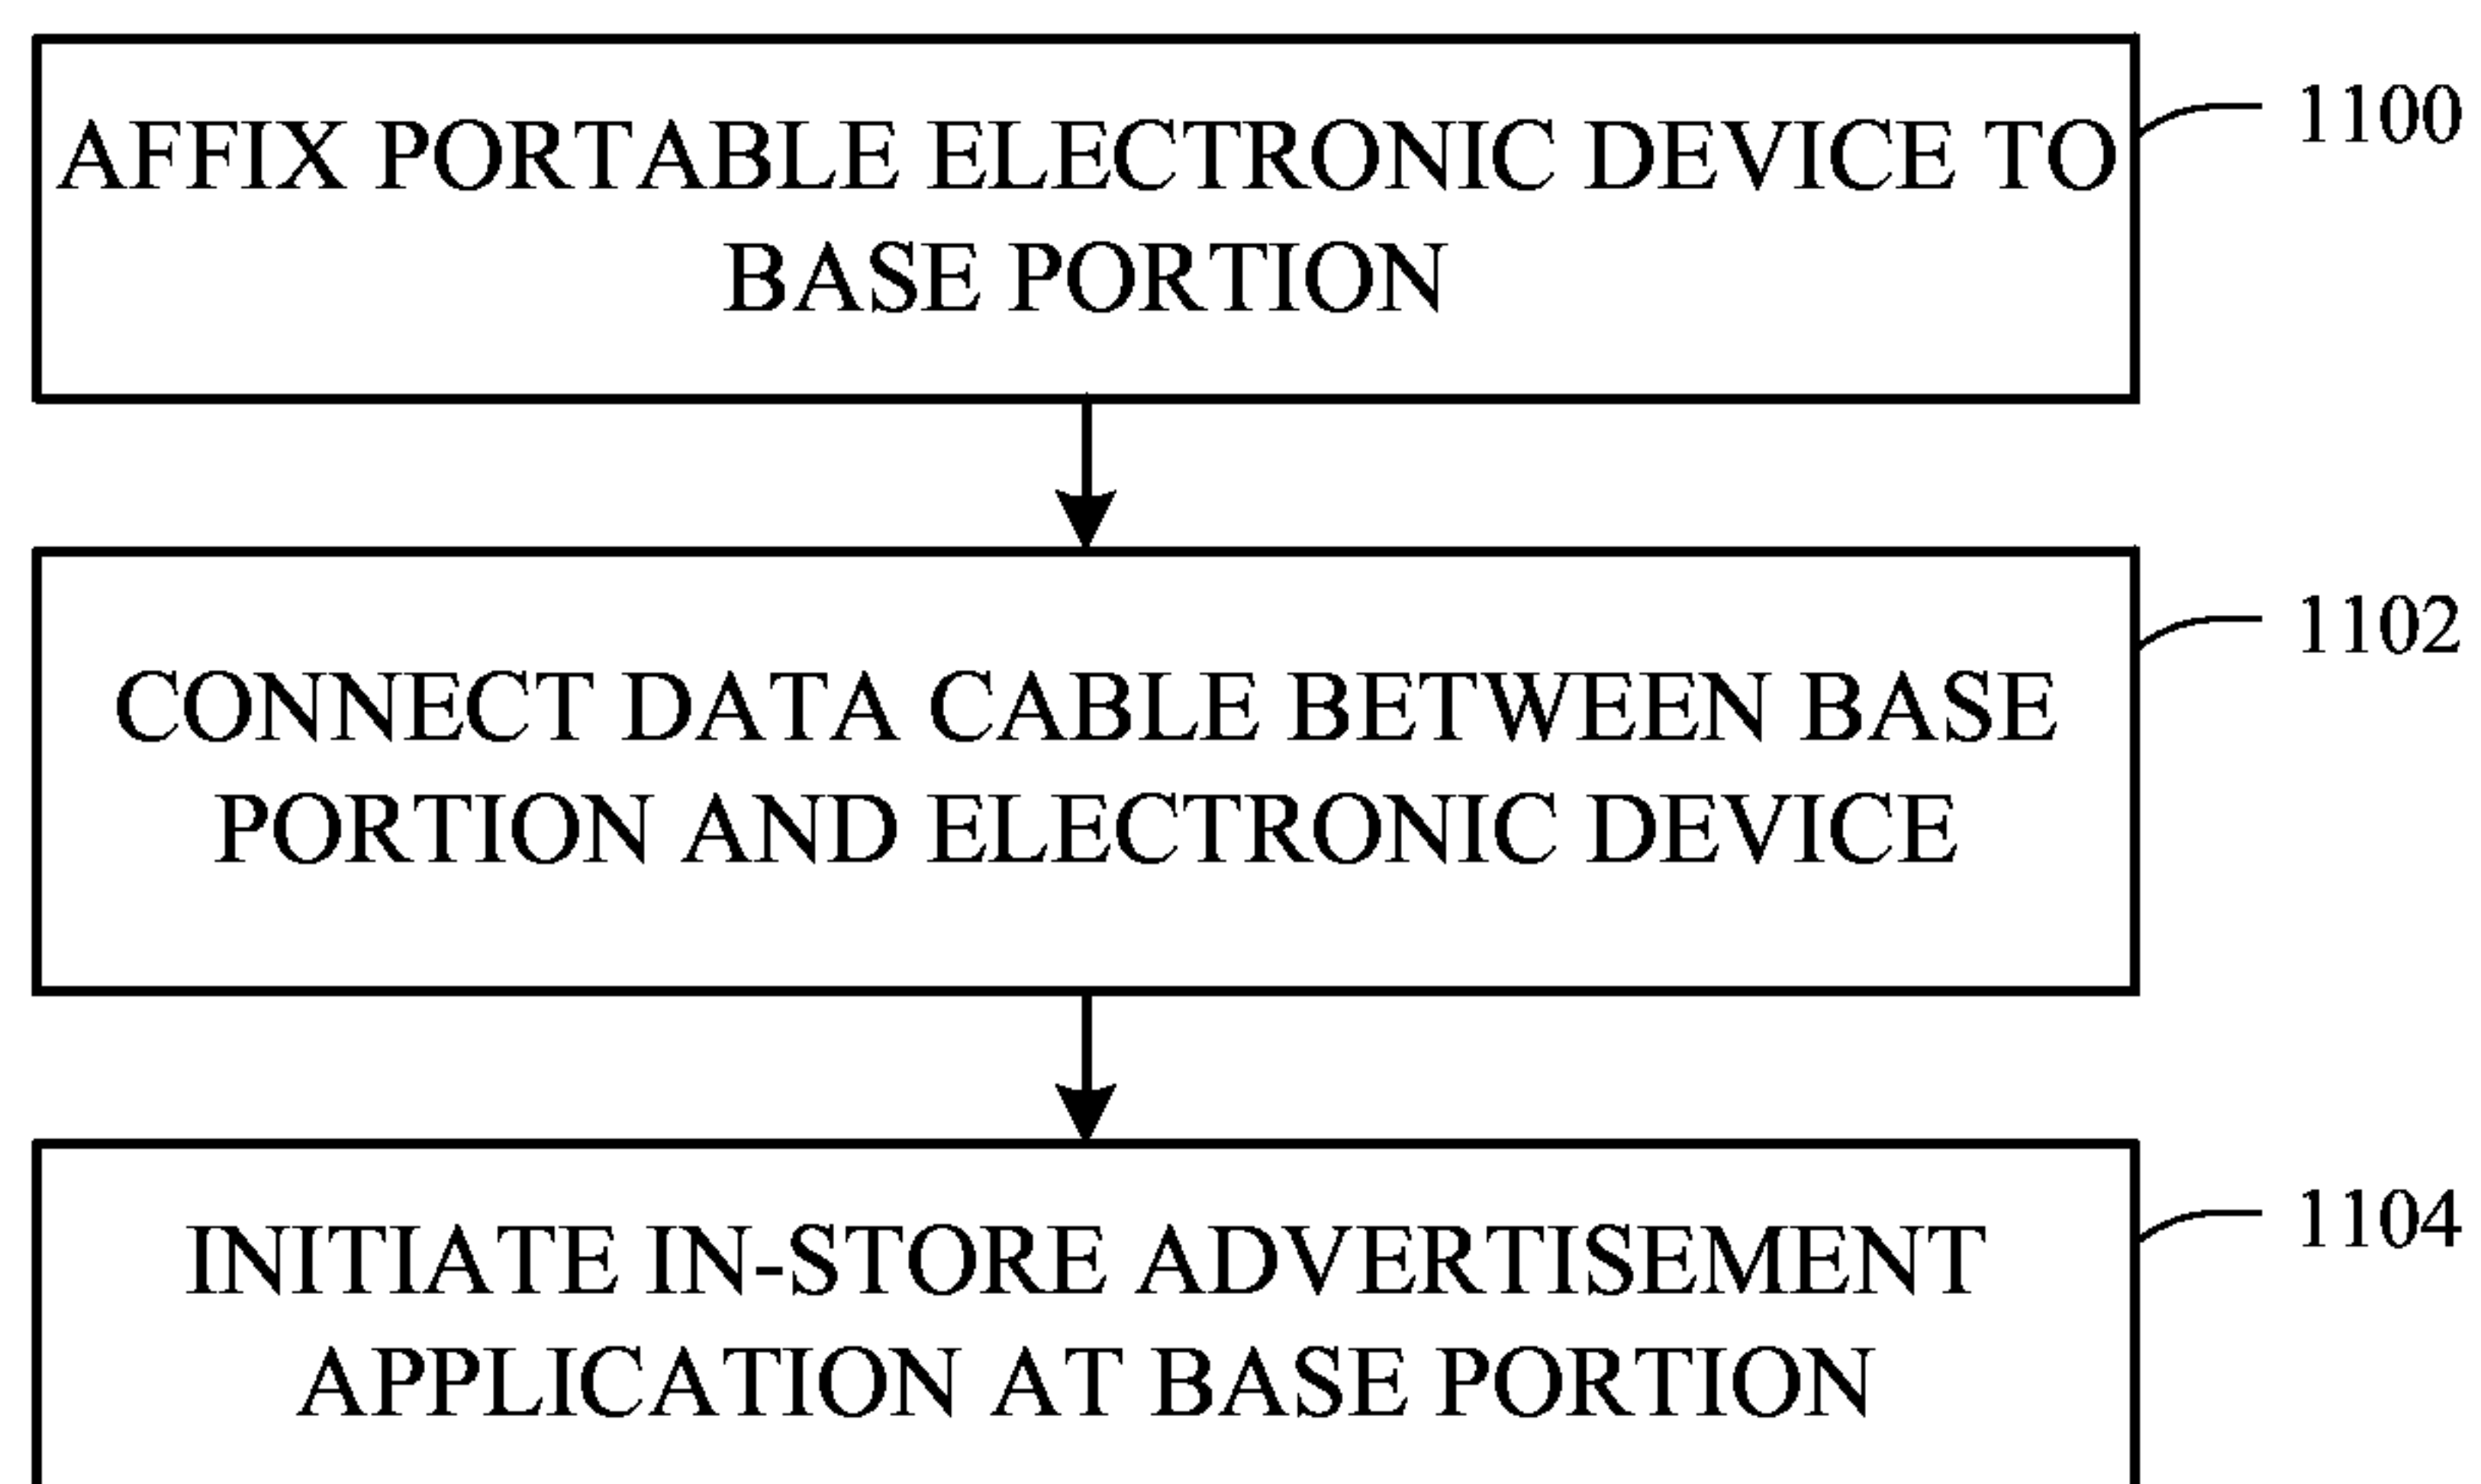 AFFIX PORTABLE ELECTRONIC DEVICE TO
BASE PORTION
1100
CONNECT DATA CABLE BETWEEN BASE
PORTION AND ELECTRONIC DEVICE
1102
INITIATE IN-STORE ADVERTISEMENT
APPLICATION AT BASE PORTION
1104